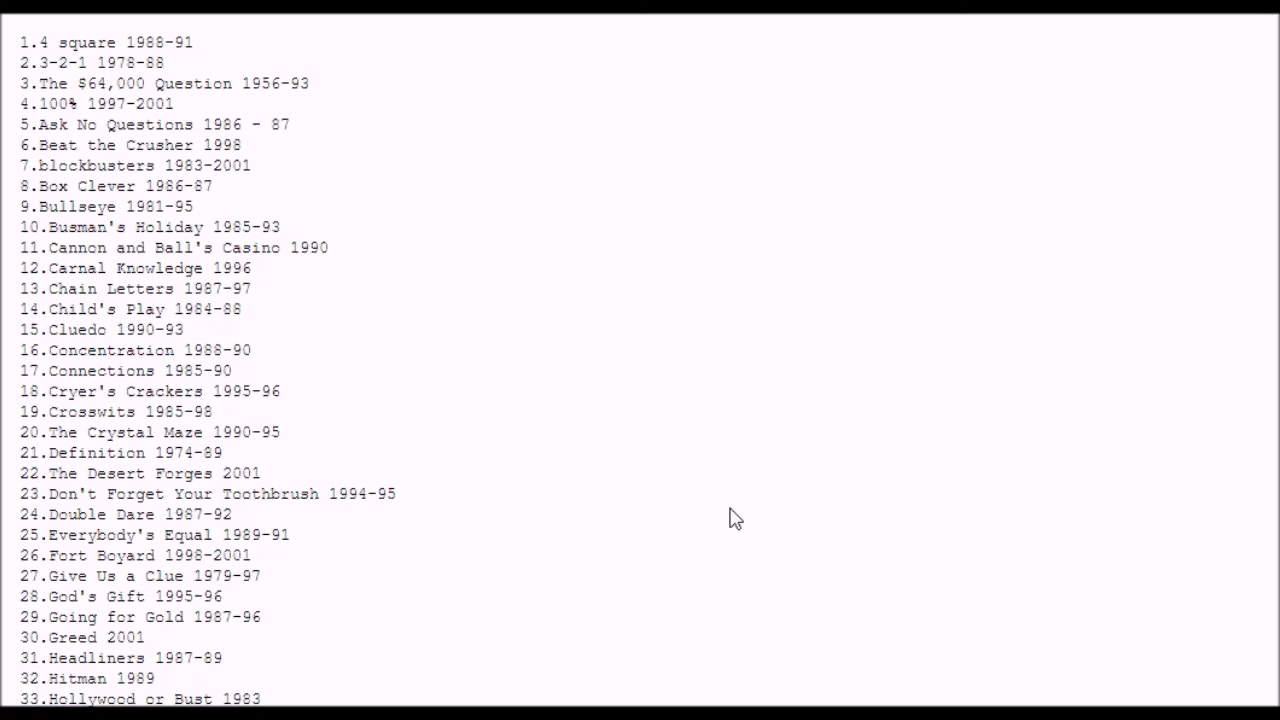 1.4 square 1988-91
2.3-2-1 1978-88
3.The $64,000 Question 1956-93
4.100% 1997-2001
5.Ask No Questions 1986 - 87
6.Beat the Crusher 1998
7.blockbusters 1983-2001
8.Box Clever 1986-87
9.Bullseye 1981-95
10.Busman's Holiday 1985-93
11.Cannon and Ball's Casino 1990
12.Carnal Knowledge 1996
13.Chain Letters 1987-97
14.Child's Play 1984-88
15.Cluedo 1990-93
16.Concentration 1988-90
17.Connections 1985-90
18.Cryer's Crackers 1995-96
19.Crosswits 1985-98
20.The Crystal Maze 1990-95
21.Definition 1974-89
22.The Desert Forges 2001
23.Don't Forget Your Toothbrush 1994-95
24.Double Dare 1987-92
25.Everybody's Equal 1989-91
26.Fort Boyard 1998-2001
27.Give Us a Clue 1979-97
28.God's Gift 1995-96
29.Going for Gold 1987-96
30.Greed 2001
31.Headliners 1987-89
32.Hitman 1989
33.Hollywood or Bust 1983